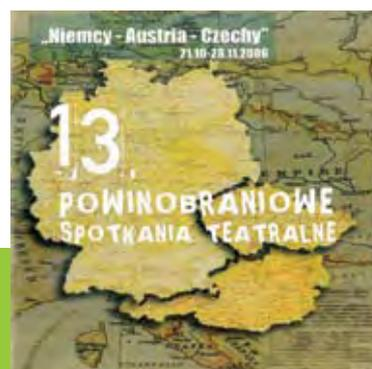 „Niemcy - Austria - Czechy"
21.10-28.11.2006
13
POWINOBRANIOWE
SPOTKANIA TEATRALNE